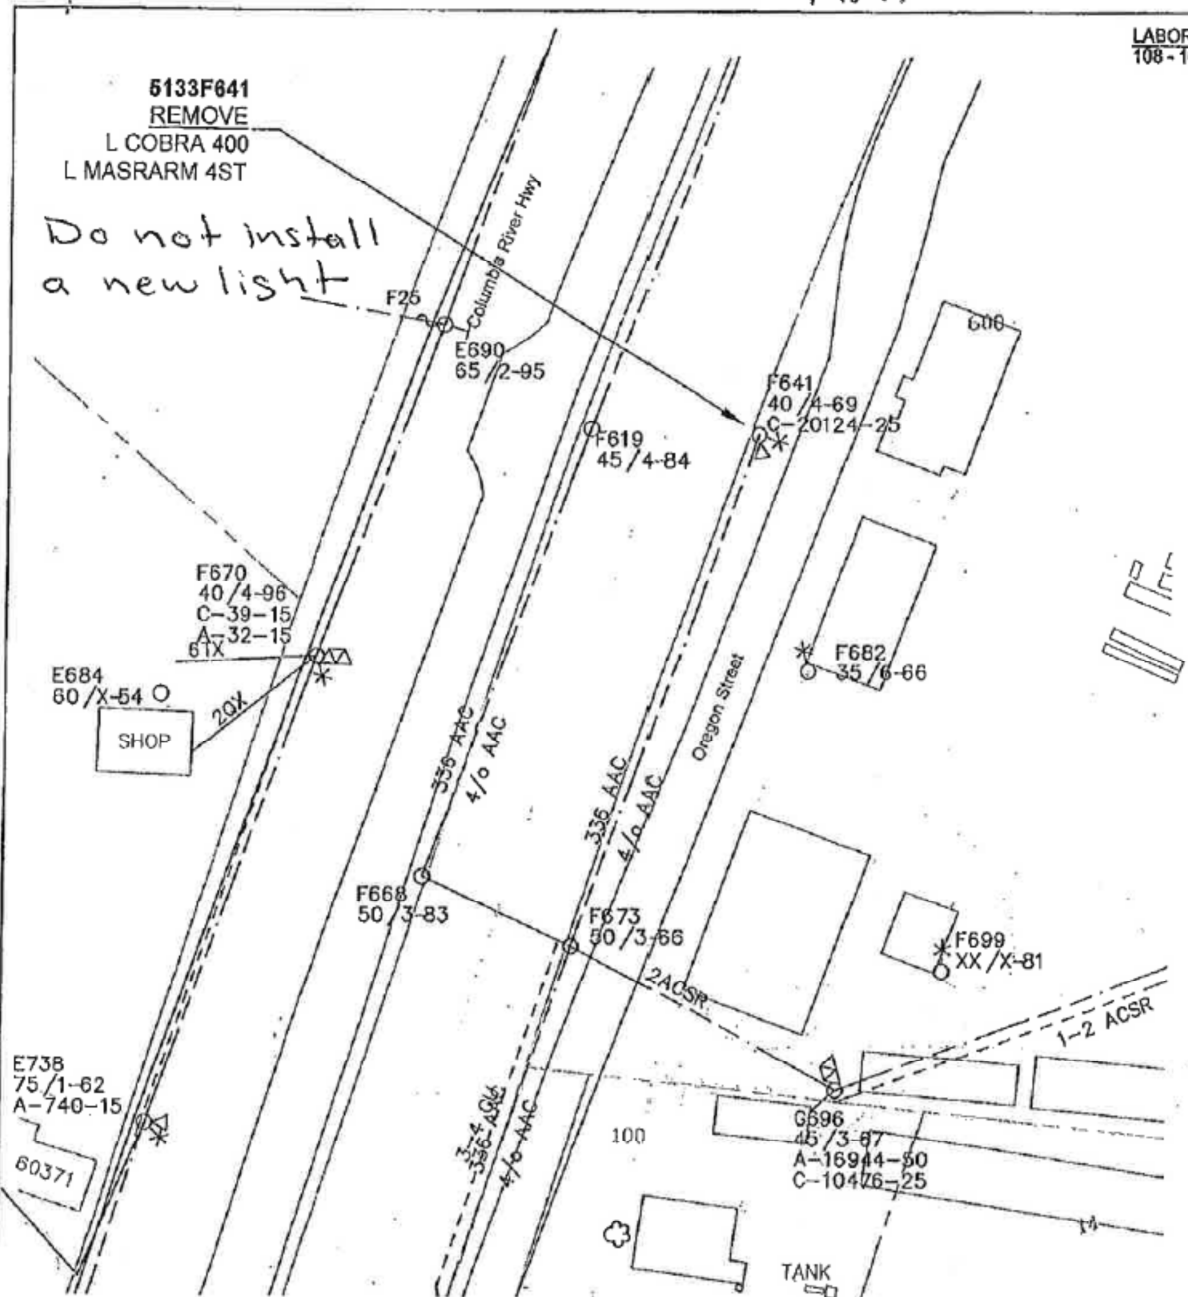 LABOR
108 - 1
5133F641
REMOVE
L COBRA 400
L MASRARM 4ST
Do not install
a new light
Columbia River Hwy
F25
E690
65 / 2-95
600
F641
40 / 4-69
C-20124-25
F619
45 / 4-84
F670
40 / 4-96
C-39-15
A-32-15
6TX
E684
60 / X-54
2QX
SHOP
F682
35 / 6-66
Oregon Street
336 AAC
4/0 AAC
336 AAC
4/0 AAC
F668
50 / 3-83
F673
50 / 3-66
2ACSR
F699
XX / X-81
1-2 ACSR
E738
75 / 1-62
A-740-15
60371
336 AAC
4/0 AAC
100
G696
45 / 3-67
A-16944-50
C-10476-25
TANK